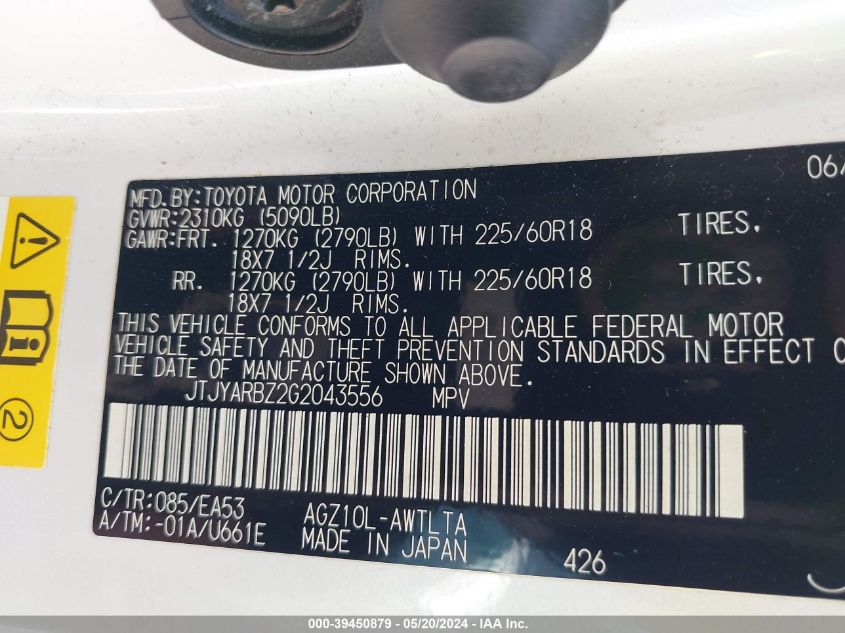 06/
MFD. BY: TOYOTA MOTOR CORPORATION
GVWR: 2310KG (5090LB)
GAWR: FRT. 1270KG (2790LB) WITH 225/60R18 TIRES.
18X7 1/2J RIMS.
RR. 1270KG (2790LB) WITH 225/60R18 TIRES.
18X7 1/2J RIMS.
THIS VEHICLE CONFORMS TO ALL APPLICABLE FEDERAL MOTOR
VEHICLE SAFETY AND THEFT PREVENTION STANDARDS IN EFFECT O
THE DATE OF MANUFACTURE SHOWN ABOVE.
JTJYARBZ2G2043556 MPV
C/TR: 085/EA53 AGZ10L-AWTLTA
A/TM: -01A/U661E MADE IN JAPAN 426
2
000-39450879 - 05/20/2024 - IAA Inc.